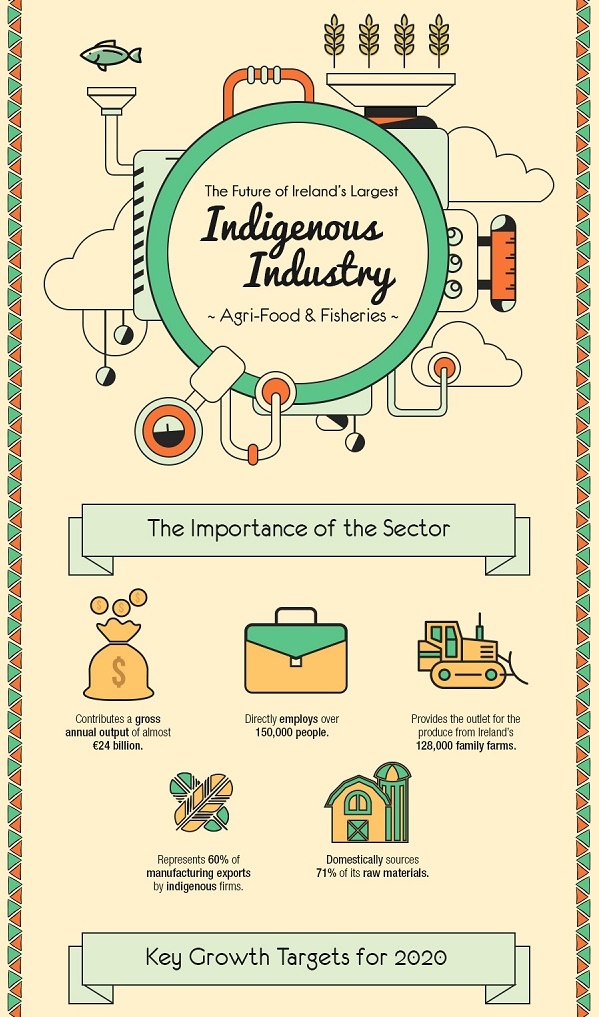 The Future of Ireland's Largest
Indigenous
Industry
~ Agri-Food & Fisheries ~
The Importance of the Sector
$ $ $
$
Contributes a gross
annual output of almost
€24 billion.
Directly employs over
150,000 people.
Provides the outlet for the
produce from Ireland's
128,000 family farms.
Represents 60% of
manufacturing exports
by indigenous firms.
Domestically sources
71% of its raw materials.
Key Growth Targets for 2020